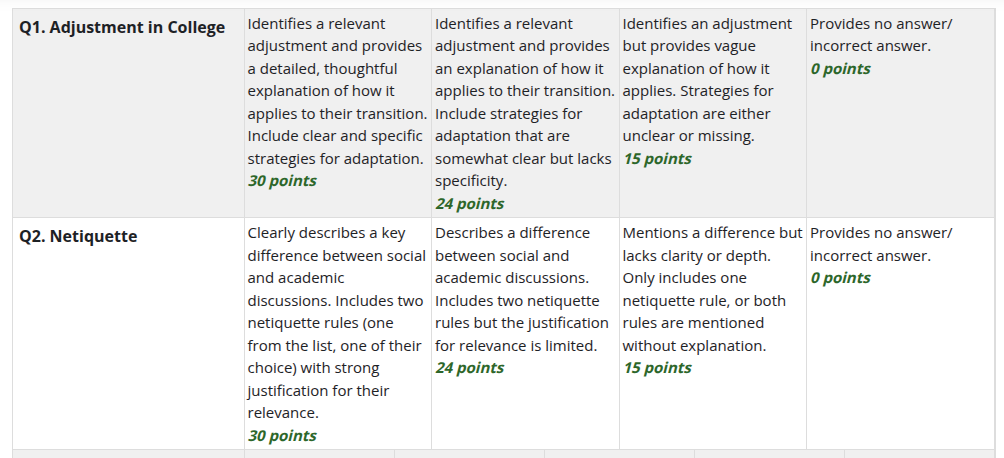 Q1. Adjustment in College
Identifies a relevant
adjustment and provides
a detailed, thoughtful
explanation of how it
applies to their transition.
Include clear and specific
strategies for adaptation.
30 points
Identifies a relevant
adjustment and provides
an explanation of how it
applies to their transition.
Include strategies for
adaptation that are
somewhat clear but lacks
specificity.
24 points
Identifies an adjustment
but provides vague
explanation of how it
applies. Strategies for
adaptation are either
unclear or missing.
15 points
Provides no answer/
incorrect answer.
0 points
Q2. Netiquette
Clearly describes a key
difference between social
and academic
discussions. Includes two
netiquette rules (one
from the list, one of their
choice) with strong
justification for their
relevance.
30 points
Describes a difference
between social and
academic discussions.
Includes two netiquette
rules but the justification
for relevance is limited.
24 points
Mentions a difference but
lacks clarity or depth.
Only includes one
netiquette rule, or both
rules are mentioned
without explanation.
15 points
Provides no answer/
incorrect answer.
0 points